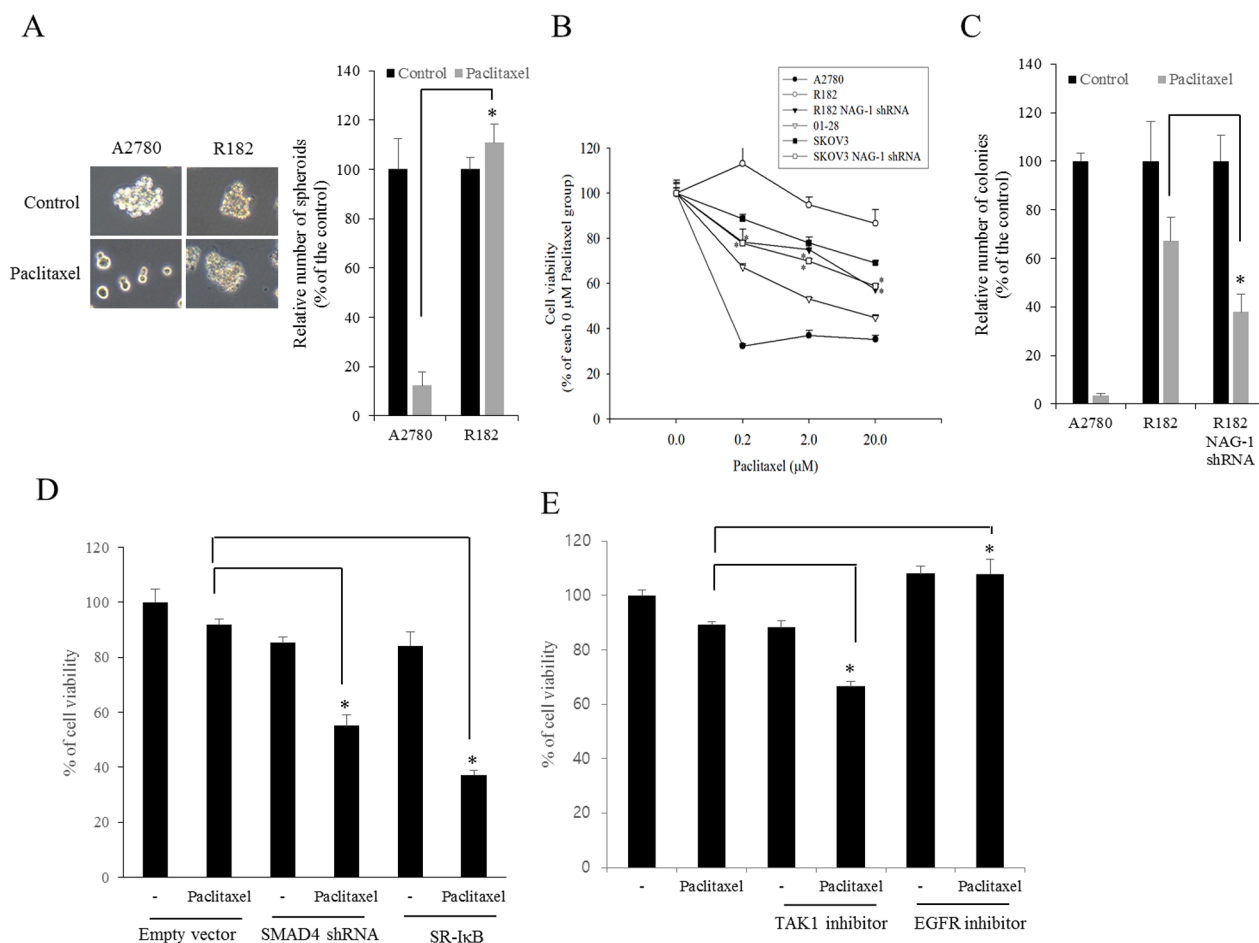 A
140
120
100
80
60
40
20
0
Relative number of spheroids
(% of the control)
Control Paclitaxel
*
A2780 R182
A2780 R182
Control
Paclitaxel
B
120
100
80
60
40
20
0
Cell viability
(% of each 0 μM Paclitaxel group)
A2780
R182
R182 NAG-1 shRNA
01-28
SKOV3
SKOV3 NAG-1 shRNA
* *
* *
* *
0.0 0.2 2.0 20.0
Paclitaxel (μM)
C
140
120
100
80
60
40
20
0
Relative number of colonies
(% of the control)
Control Paclitaxel
*
A2780 R182 R182
NAG-1
shRNA
D
120
100
80
60
40
20
0
% of cell viability
*
*
- Paclitaxel - Paclitaxel - Paclitaxel
Empty vector SMAD4 shRNA SR-IκB
E
120
100
80
60
40
20
0
% of cell viability
*
*
- Paclitaxel - Paclitaxel - Paclitaxel
TAK1 inhibitor EGFR inhibitor